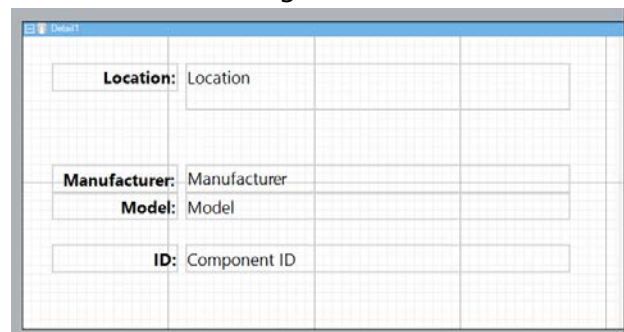 Detail1
Location: Location
Manufacturer: Manufacturer
Model: Model
ID: Component ID